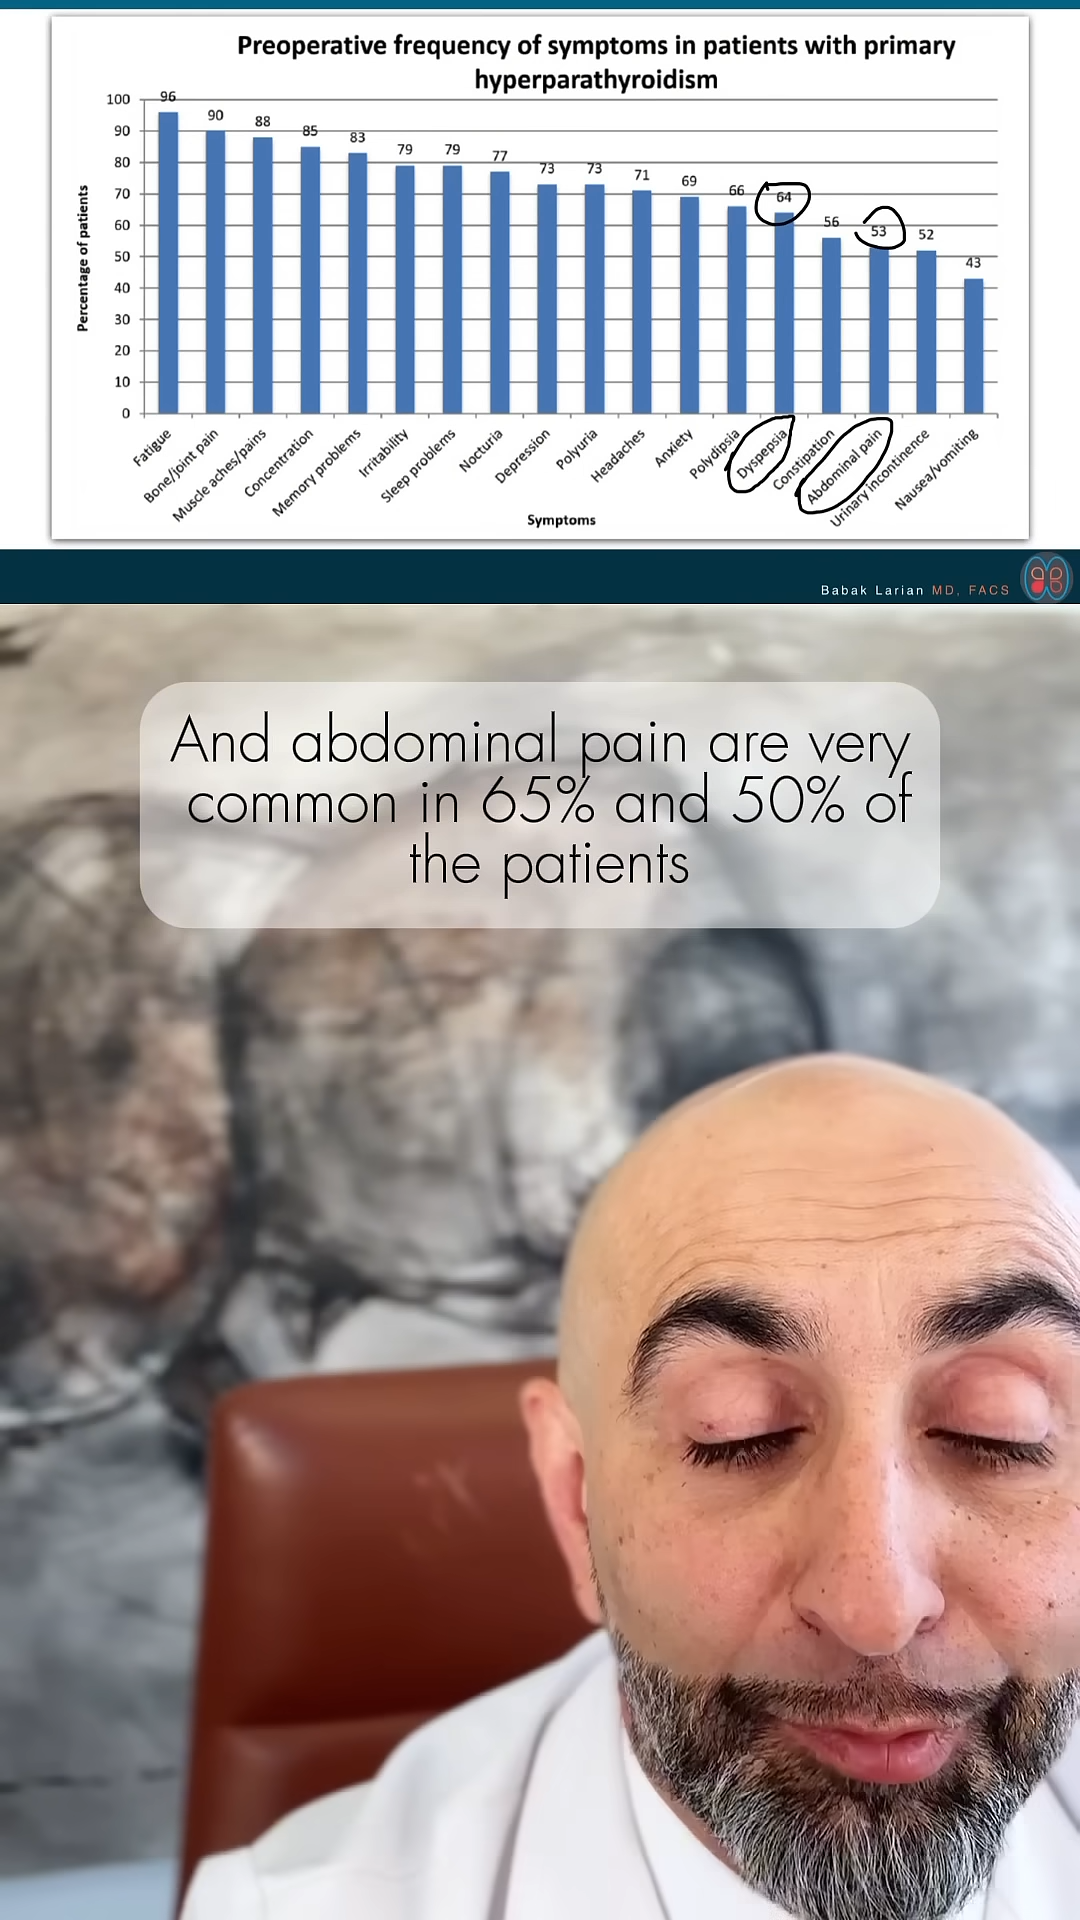 Preoperative frequency of symptoms in patients with primary
hyperparathyroidism
Percentage of patients
100
90
80
70
60
50
40
30
20
10
0
96
90
88
85
83
79
79
77
73
73
71
69
66
64
56
53
52
43
Fatigue
Bone/joint pain
Muscle aches/pains
Concentration
Memory problems
Irritability
Sleep problems
Nocturia
Depression
Polyuria
Headaches
Anxiety
Polydipsia
Dyspepsia
Constipation
Abdominal pain
Urinary incontinence
Nausea/vomiting
Symptoms
Babak Larian MD, FACS
And abdominal pain are very
common in 65% and 50% of
the patients